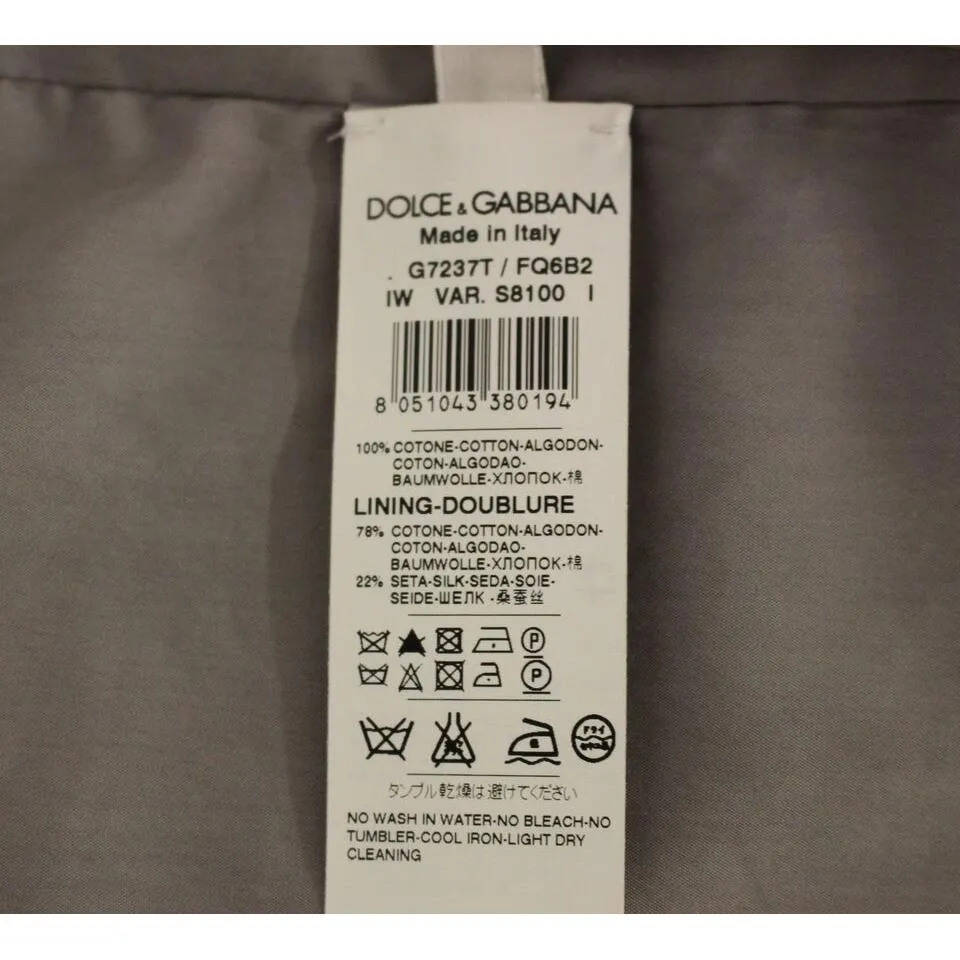 DOLCE & GABBANA
Made in Italy
. G7237T / FQ6B2
IW VAR. S8100 I
8 051043 380194
100% COTONE-COTTON-ALGODON-
COTON-ALGODAO-
BAUMWOLLE-ХЛОПОК-棉
LINING-DOUBLURE
78% COTONE-COTTON-ALGODON-
COTON-ALGODAO-
BAUMWOLLE-ХЛОПОК-棉
22% SETA-SILK-SEDA-SOIE-
SEIDE-ШЕЛК -桑蚕丝
P
P
ドライ
タンブル乾燥は避けてください
NO WASH IN WATER-NO BLEACH-NO
TUMBLER-COOL IRON-LIGHT DRY
CLEANING